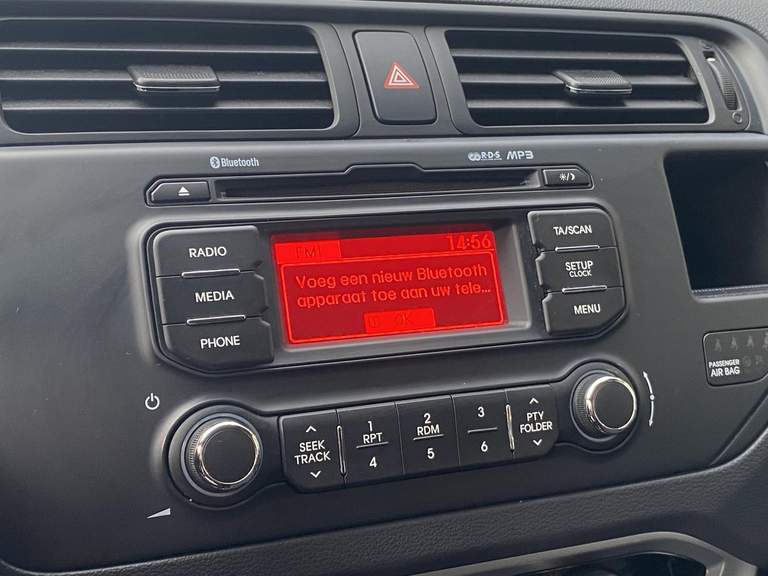 Bluetooth
R·D·S MP3
RADIO
MEDIA
PHONE
FM1
14:56
Voeg een nieuw Bluetooth
apparaat toe aan uw tele...
OK
TA/SCAN
SETUP
CLOCK
MENU
SEEK
TRACK
1
RPT
4
2
RDM
5
3
6
PTY
FOLDER
PASSENGER
AIR BAG